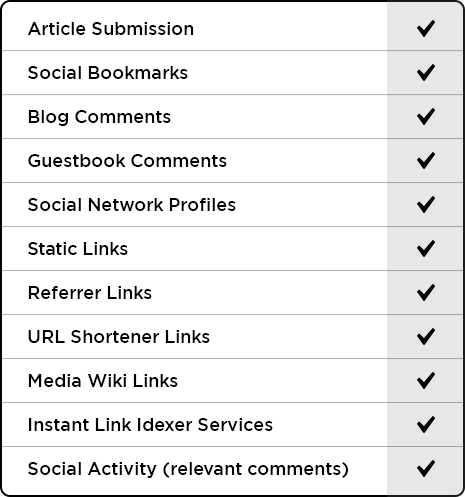 Article Submission
Social Bookmarks
Blog Comments
Guestbook Comments
Social Network Profiles
Static Links
Referrer Links
URL Shortener Links
Media Wiki Links
Instant Link Idexer Services
Social Activity (relevant comments)